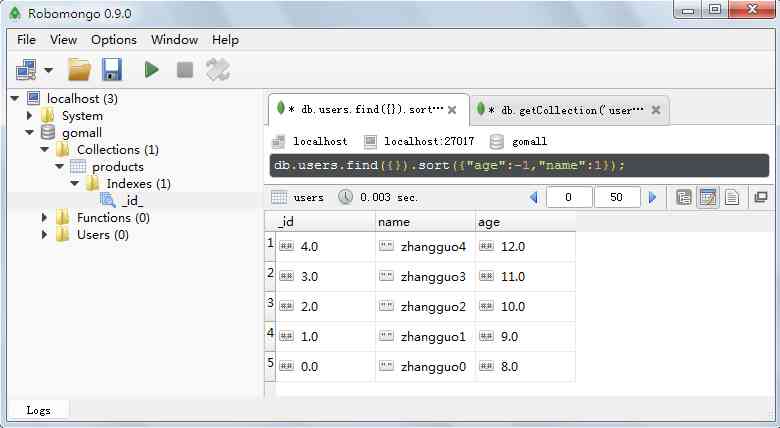 Robomongo 0.9.0
File View Options Window Help
localhost (3)
System
gomall
Collections (1)
products
Indexes (1)
_id_
Functions (0)
Users (0)
* db.users.find({}).sort⋯ * db.getCollection('user⋯
localhost localhost:27017 gomall
db.users.find({}).sort({"age":-1,"name":1});
users 0.003 sec. 0 50
_id name age
1 ## 4.0 "" zhangguo4 ## 12.0
2 ## 3.0 "" zhangguo3 ## 11.0
3 ## 2.0 "" zhangguo2 ## 10.0
4 ## 1.0 "" zhangguo1 ## 9.0
5 ## 0.0 "" zhangguo0 ## 8.0
Logs